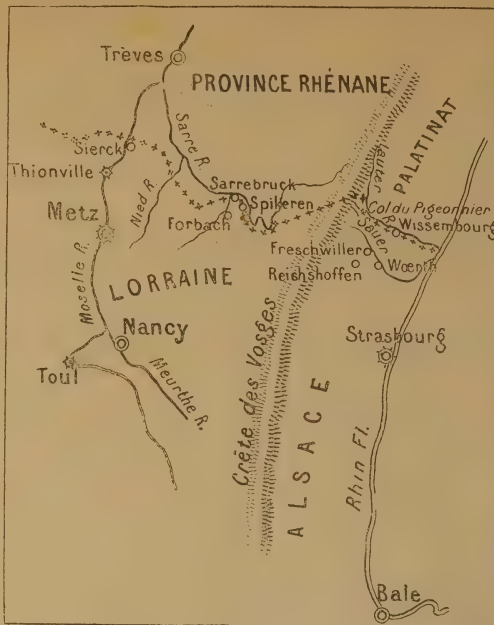 Trèves
PROVINCE RHÉNANE
PALATINAT
Sierck
Sarre R.
Lauter R.
Thionville
Nied R.
Sarrebruck
Spikeren
Col du Pigeonnier
Wissembourg
Metz
Forbach
Sauer
Freschwiller
Wœrth
Reichshoffen
Moselle R.
LORRAINE
Nancy
Strasbourg
Toul
Meurthe R.
Crête des Vosges
ALSACE
Rhin Fl.
Bale